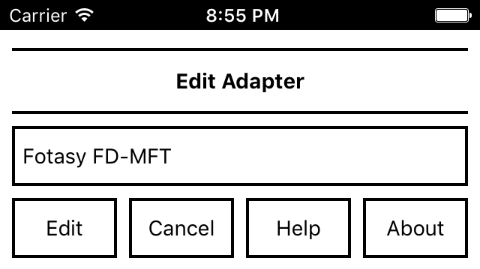 Carrier 8:55 PM
Edit Adapter
Fotasy FD-MFT
Edit Cancel Help About